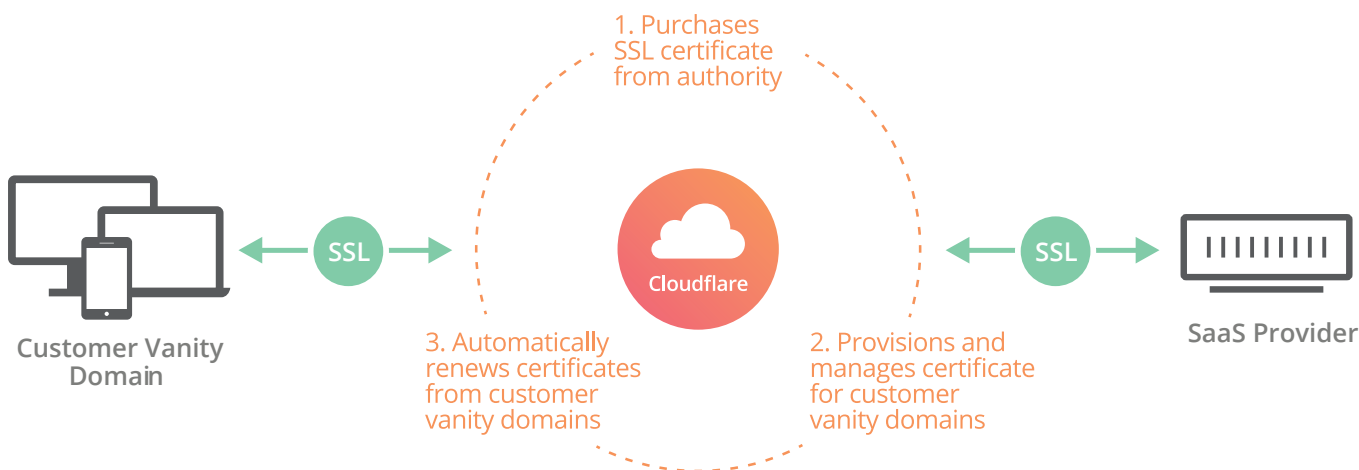 1. Purchases
SSL certificate
from authority
SSL
Cloudflare
SSL
Customer Vanity
Domain
3. Automatically
renews certificates
from customer
vanity domains
2. Provisions and
manages certificate
for customer
vanity domains
SaaS Provider